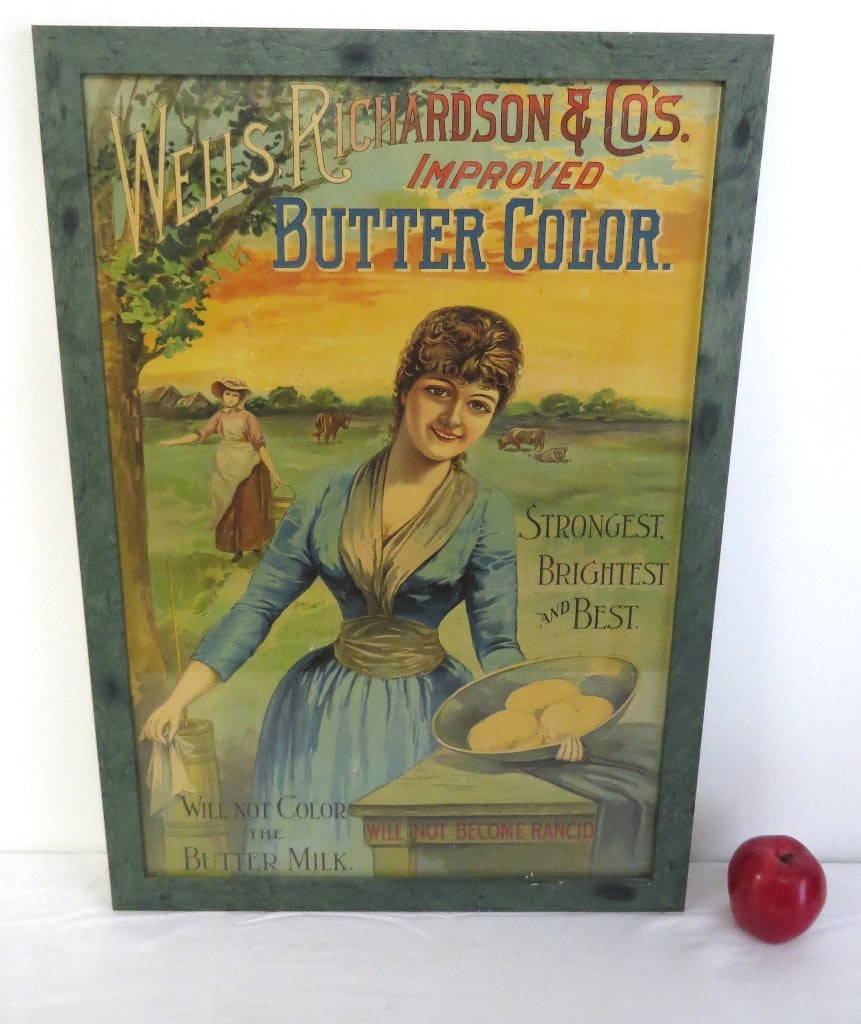 WELLS, RICHARDSON & CO'S.
IMPROVED
BUTTER COLOR.
STRONGEST,
BRIGHTEST
AND BEST.
WILL NOT COLOR
THE
BUTTER MILK.
WILL NOT BECOME RANCID